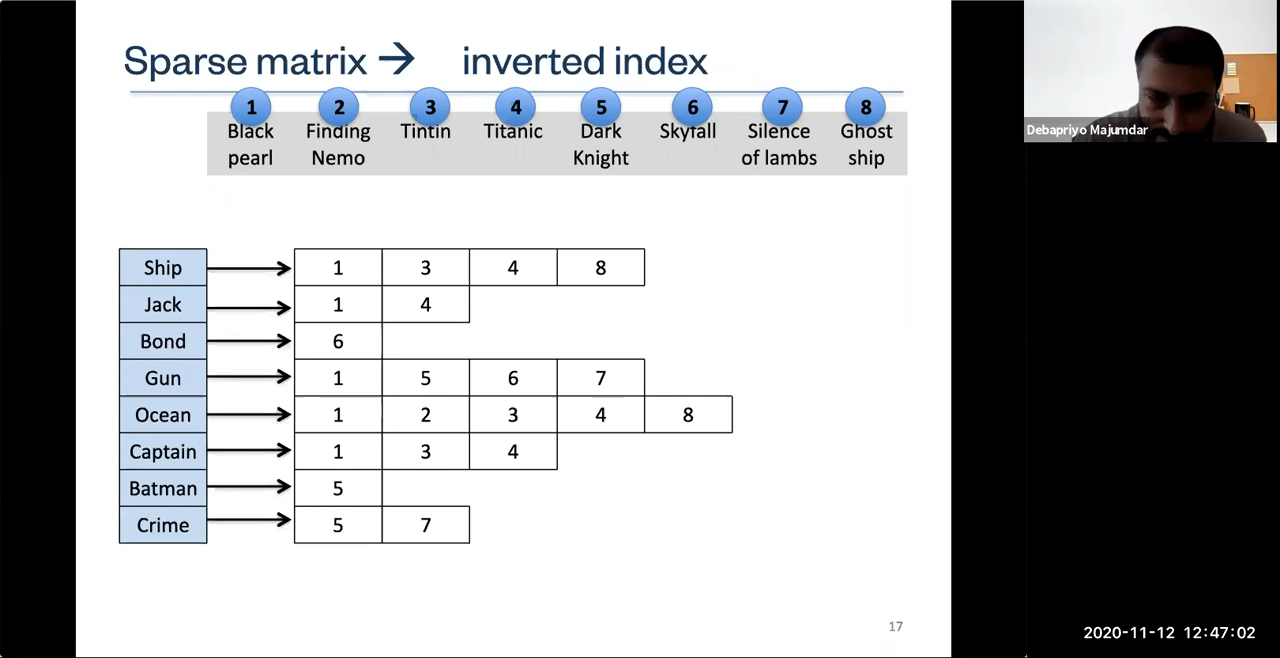 Sparse matrix → inverted index
1 2 3 4 5 6 7 8
Black Finding Tintin Titanic Dark Skyfall Silence Ghost
pearl Nemo Knight of lambs ship
Ship 1 3 4 8
Jack 1 4
Bond 6
Gun 1 5 6 7
Ocean 1 2 3 4 8
Captain 1 3 4
Batman 5
Crime 5 7
17
Debapriyo Majumdar
2020-11-12 12:47:02